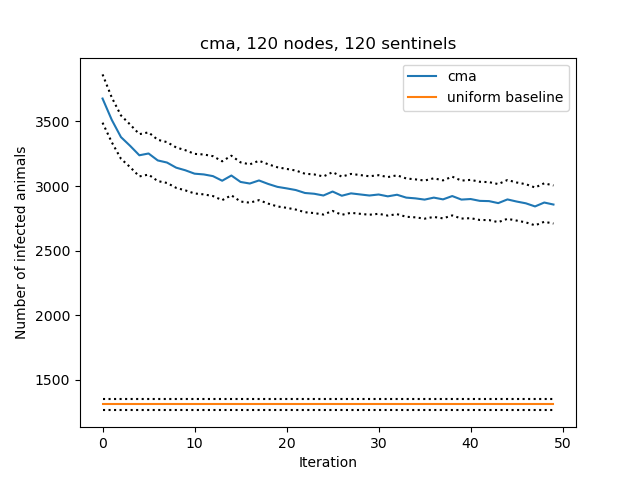 cma, 120 nodes, 120 sentinels
cma
uniform baseline
Number of infected animals
3500
3000
2500
2000
1500
0 10 20 30 40 50
Iteration